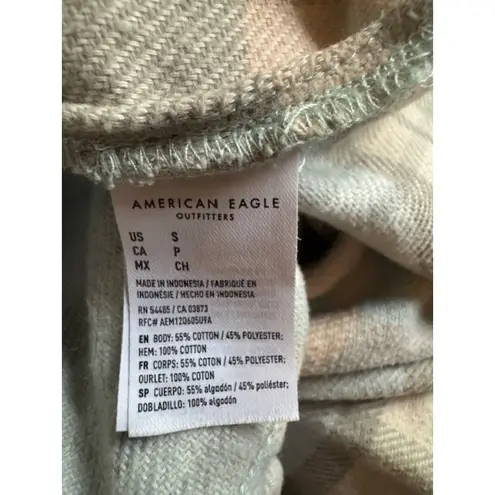 AMERICAN EAGLE
OUTFITTERS
US S
CA P
MX CH
MADE IN INDONESIA / FABRIQUÉ EN
INDONÉSIE / HECHO EN INDONESIA
RN 54485 / CA 03873
RFC# AEM120605U9A
EN BODY: 55% COTTON / 45% POLYESTER;
HEM: 100% COTTON
FR CORPS: 55% COTON / 45% POLYESTER;
OURLET: 100% COTON
SP CUERPO: 55% algodón / 45% poliéster;
DOBLADILLO: 100% algodón